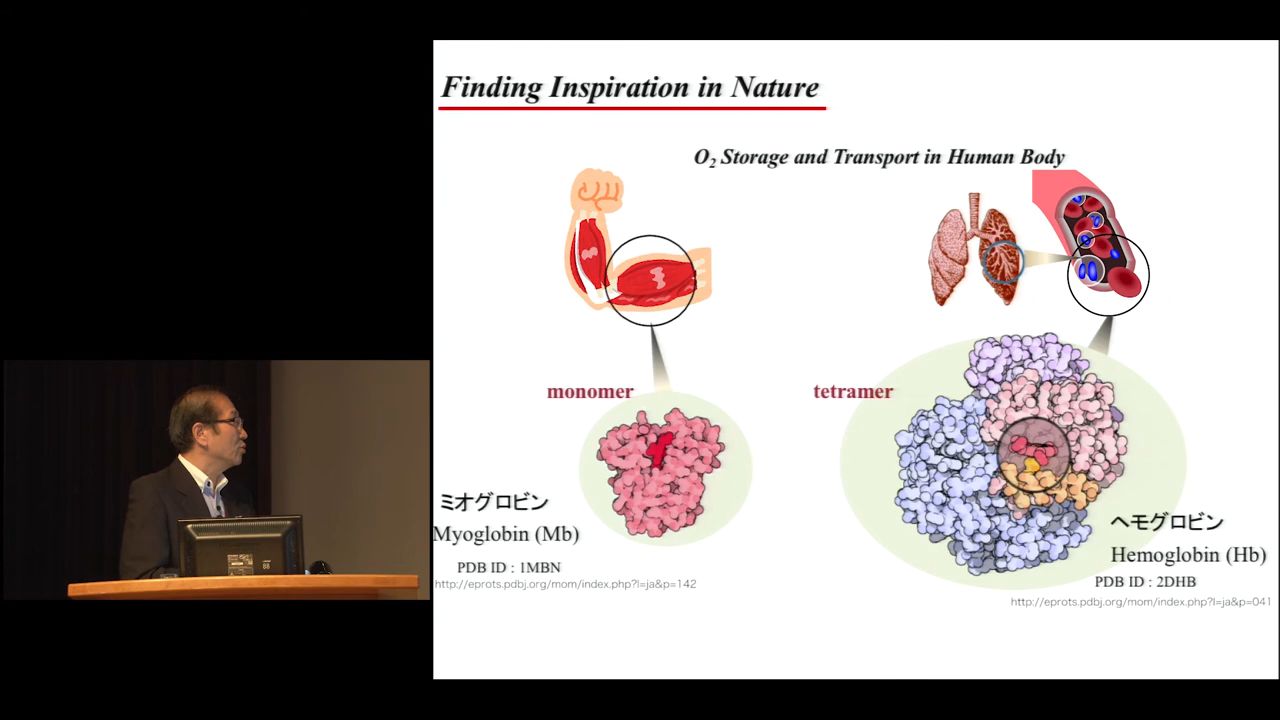 Finding Inspiration in Nature
O2 Storage and Transport in Human Body
monomer
tetramer
ミオグロビン
Myoglobin (Mb)
PDB ID : 1MBN
http://eprots.pdbj.org/mom/index.php?l=ja&p=142
ヘモグロビン
Hemoglobin (Hb)
PDB ID : 2DHB
http://eprots.pdbj.org/mom/index.php?l=ja&p=041